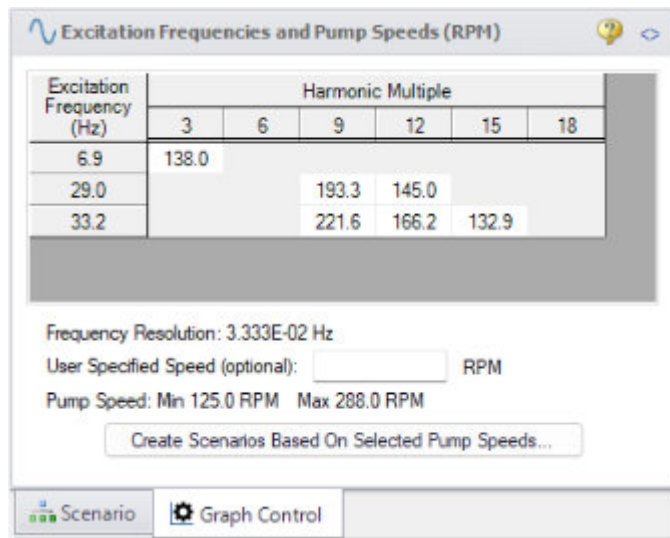 Excitation Frequencies and Pump Speeds (RPM)
Excitation Frequency (Hz) Harmonic Multiple
3 6 9 12 15 18
6.9 138.0
29.0 193.3 145.0
33.2 221.6 166.2 132.9
Frequency Resolution: 3.333E-02 Hz
User Specified Speed (optional): RPM
Pump Speed: Min 125.0 RPM Max 288.0 RPM
Create Scenarios Based On Selected Pump Speeds...
Scenario Graph Control